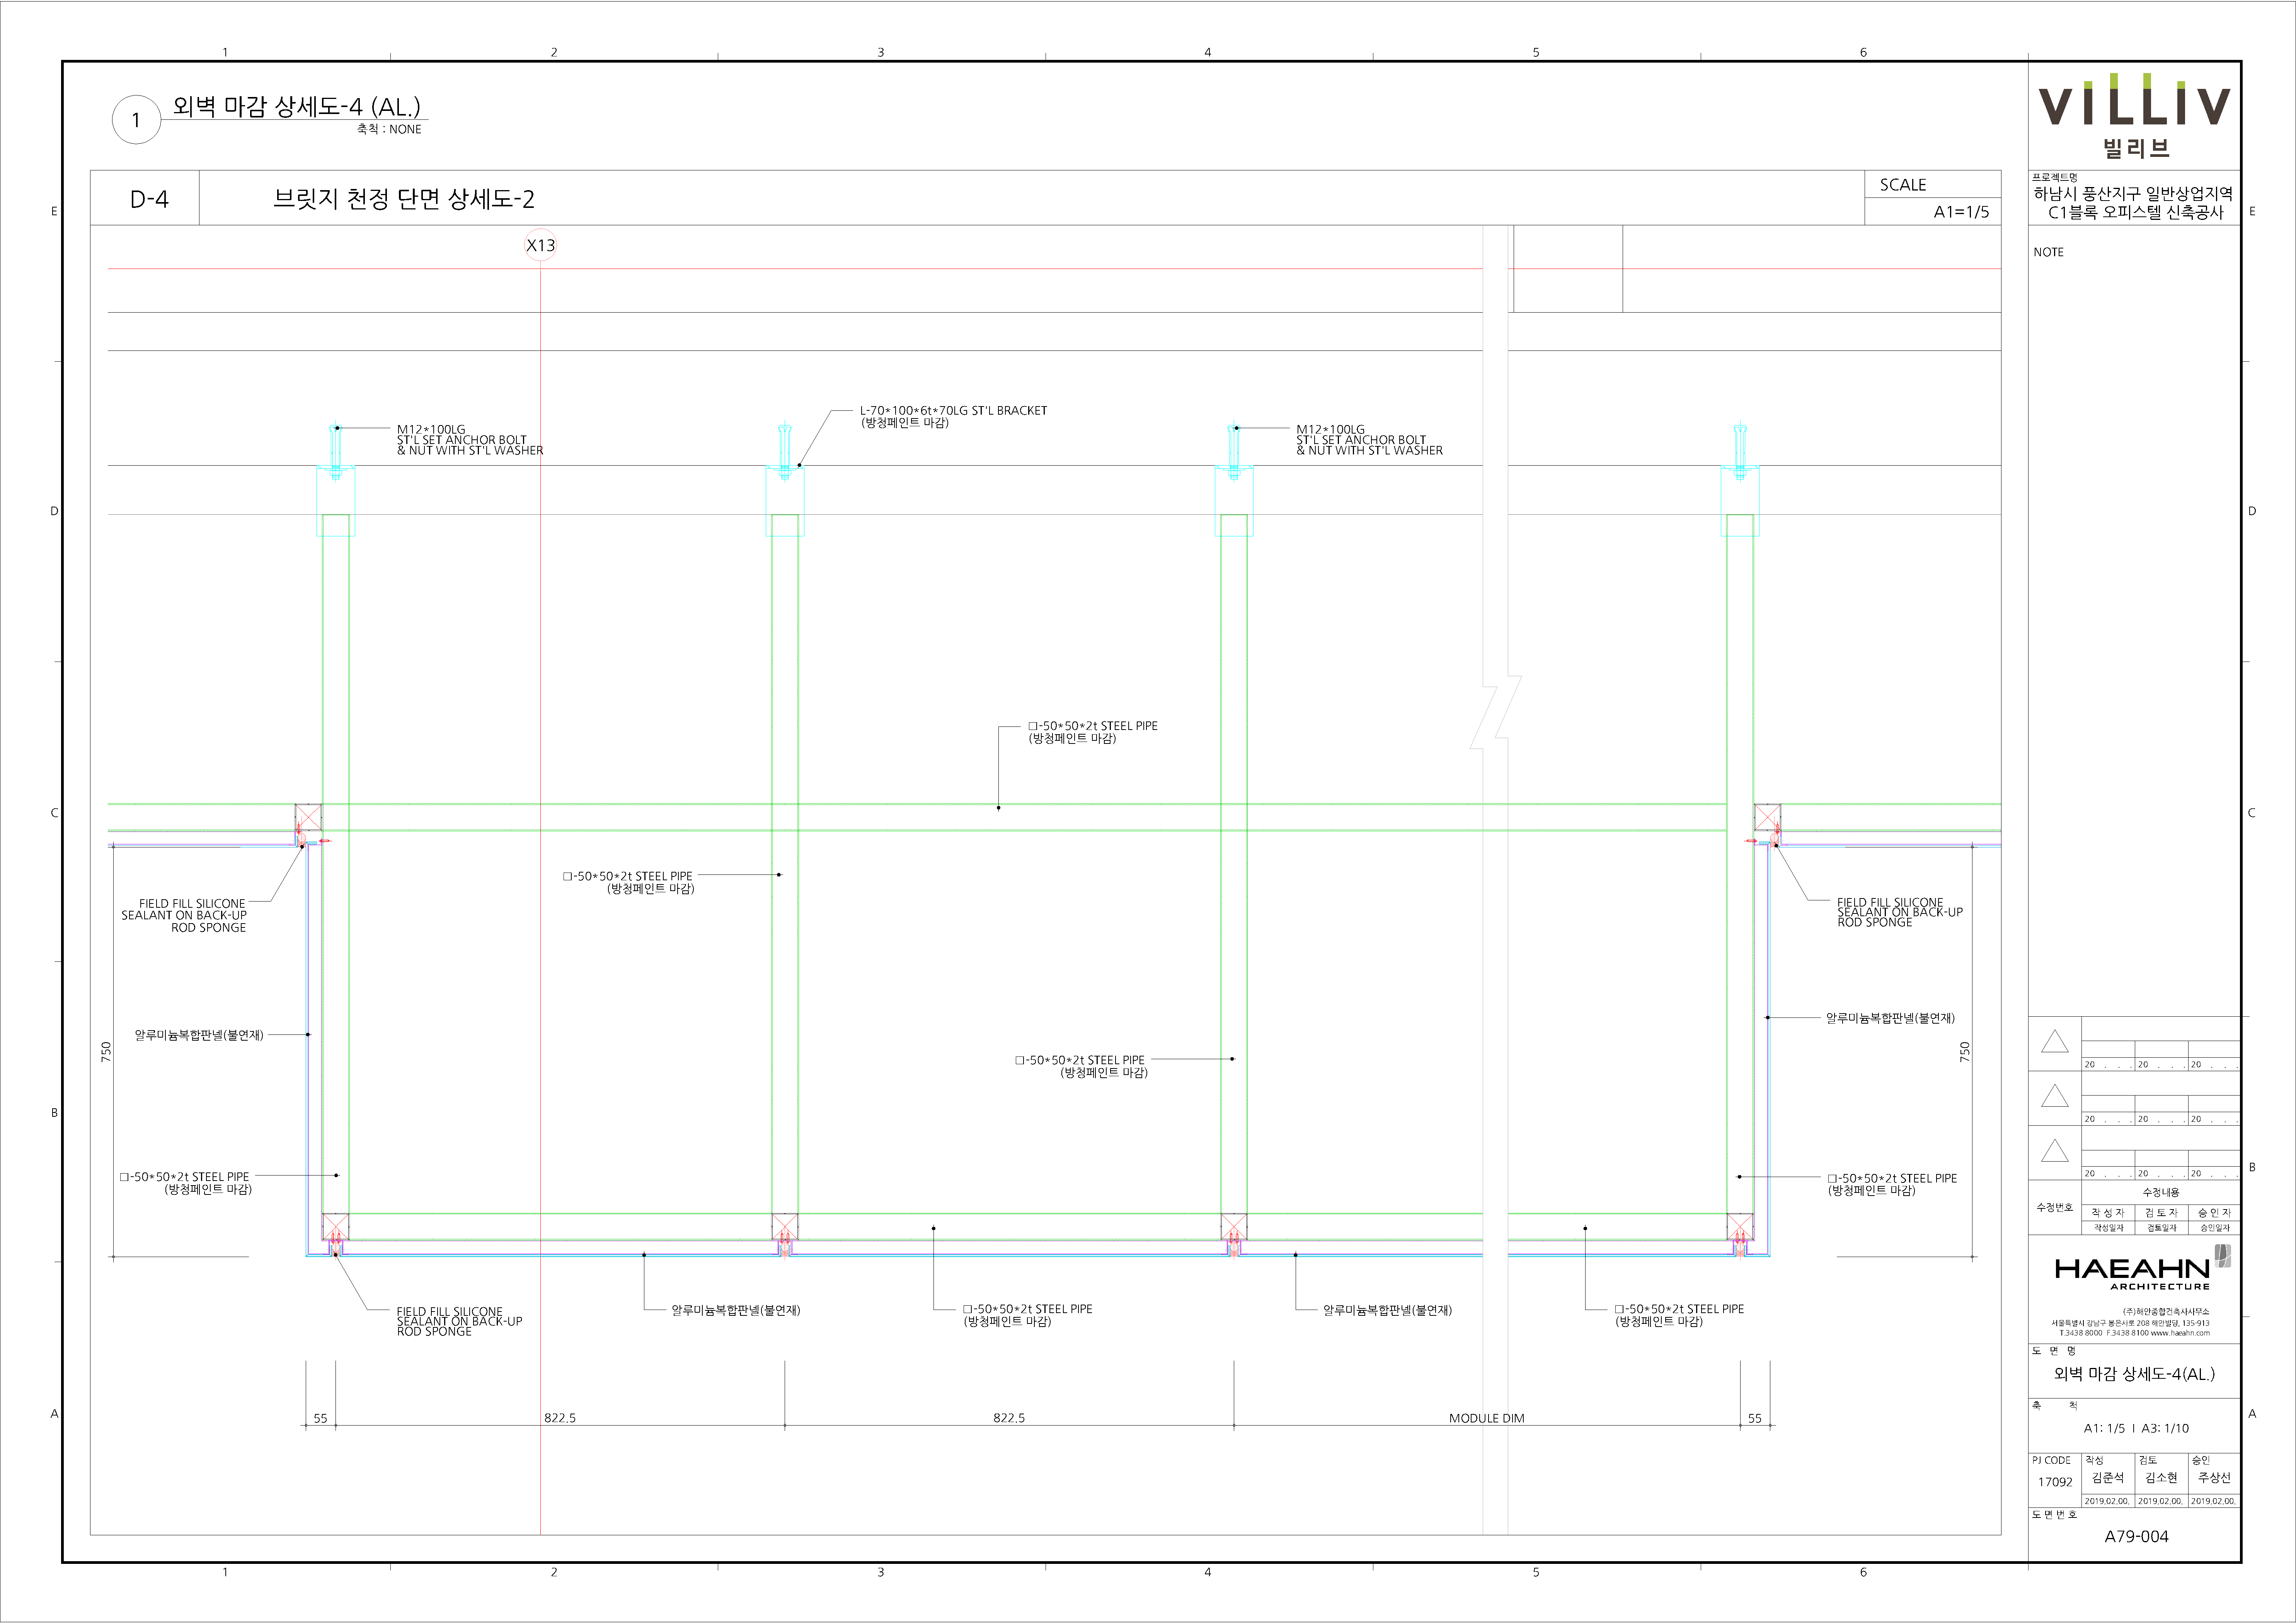 1 2 3 4 5 6
1
외벽 마감 상세도-4 (AL.)
축척 : NONE
D-4
브릿지 천정 단면 상세도-2
SCALE
A1=1/5
X13
M12*100LG
ST'L SET ANCHOR BOLT
& NUT WITH ST'L WASHER
L-70*100*6t*70LG ST'L BRACKET
(방청페인트 마감)
M12*100LG
ST'L SET ANCHOR BOLT
& NUT WITH ST'L WASHER
□-50*50*2t STEEL PIPE
(방청페인트 마감)
□-50*50*2t STEEL PIPE
(방청페인트 마감)
FIELD FILL SILICONE
SEALANT ON BACK-UP
ROD SPONGE
FIELD FILL SILICONE
SEALANT ON BACK-UP
ROD SPONGE
알루미늄복합판넬(불연재)
알루미늄복합판넬(불연재)
750
750
□-50*50*2t STEEL PIPE
(방청페인트 마감)
□-50*50*2t STEEL PIPE
(방청페인트 마감)
□-50*50*2t STEEL PIPE
(방청페인트 마감)
FIELD FILL SILICONE
SEALANT ON BACK-UP
ROD SPONGE
알루미늄복합판넬(불연재)
□-50*50*2t STEEL PIPE
(방청페인트 마감)
알루미늄복합판넬(불연재)
□-50*50*2t STEEL PIPE
(방청페인트 마감)
55
822.5
822.5
MODULE DIM
55
E
D
C
B
A
E
D
C
B
A
1 2 3 4 5 6
VILLIV
빌리브
프로젝트명
하남시 풍산지구 일반상업지역
C1블록 오피스텔 신축공사
NOTE
20 . . . 20 . . . 20 . . .
20 . . . 20 . . . 20 . . .
20 . . . 20 . . . 20 . . .
수정번호
수정내용
작 성 자 검 토 자 승 인 자
작성일자 검토일자 승인일자
HAEAHN
ARCHITECTURE
(주)해안종합건축사사무소
서울특별시 강남구 봉은사로 208 해안빌딩, 135-913
T.3438 8000 F.3438 8100 www.haeahn.com
도 면 명
외벽 마감 상세도-4(AL.)
축 척
A1: 1/5 I A3: 1/10
PJ CODE 작성 검토 승인
17092 김준석 김소현 주상선
2019.02.00. 2019.02.00. 2019.02.00.
도 면 번 호
A79-004